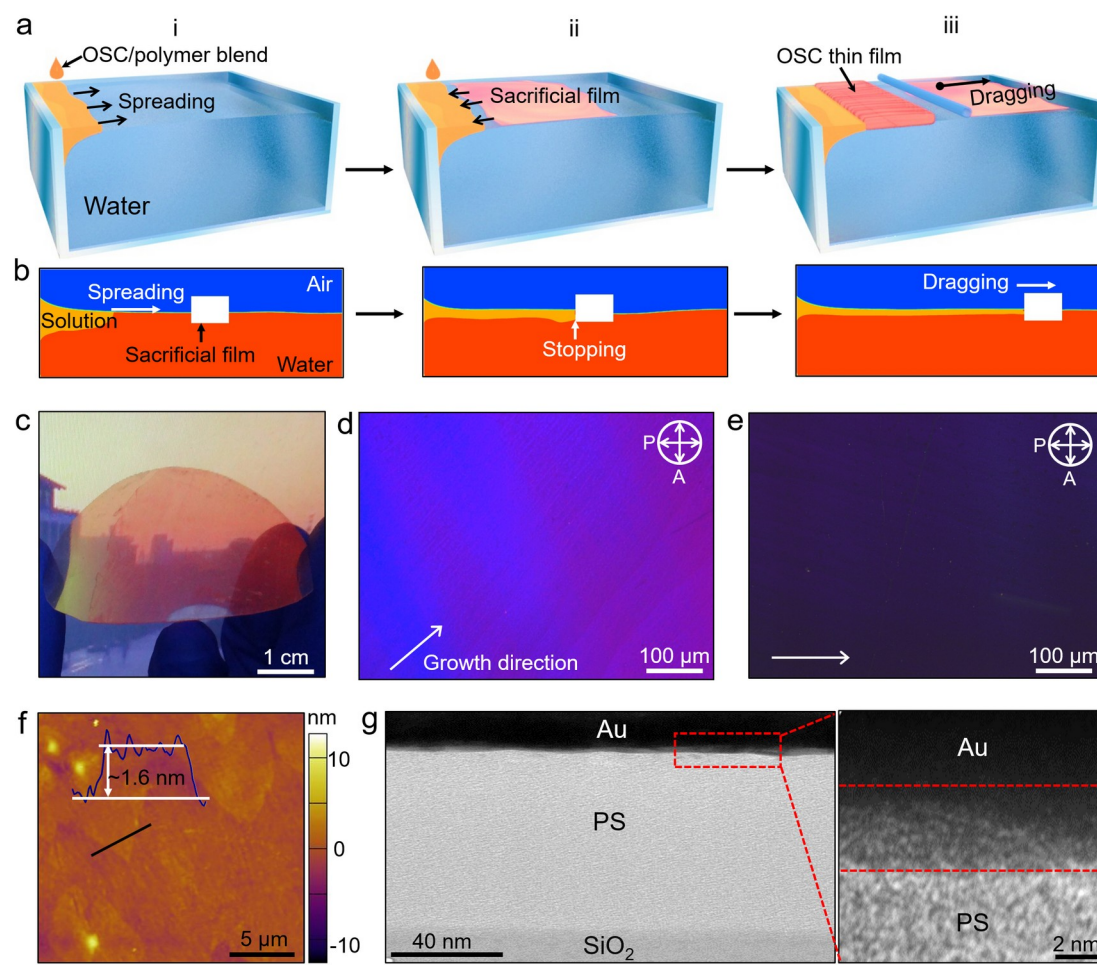 a
i
ii
iii
OSC/polymer blend
Spreading
Water
Sacrificial film
OSC thin film
Dragging
b
Spreading
Air
Solution
Sacrificial film
Water
Stopping
Dragging
c
1 cm
d
P
A
Growth direction
100 µm
e
P
A
100 µm
f
nm
10
0
-10
~1.6 nm
5 µm
g
Au
PS
SiO₂
40 nm
Au
PS
2 nm